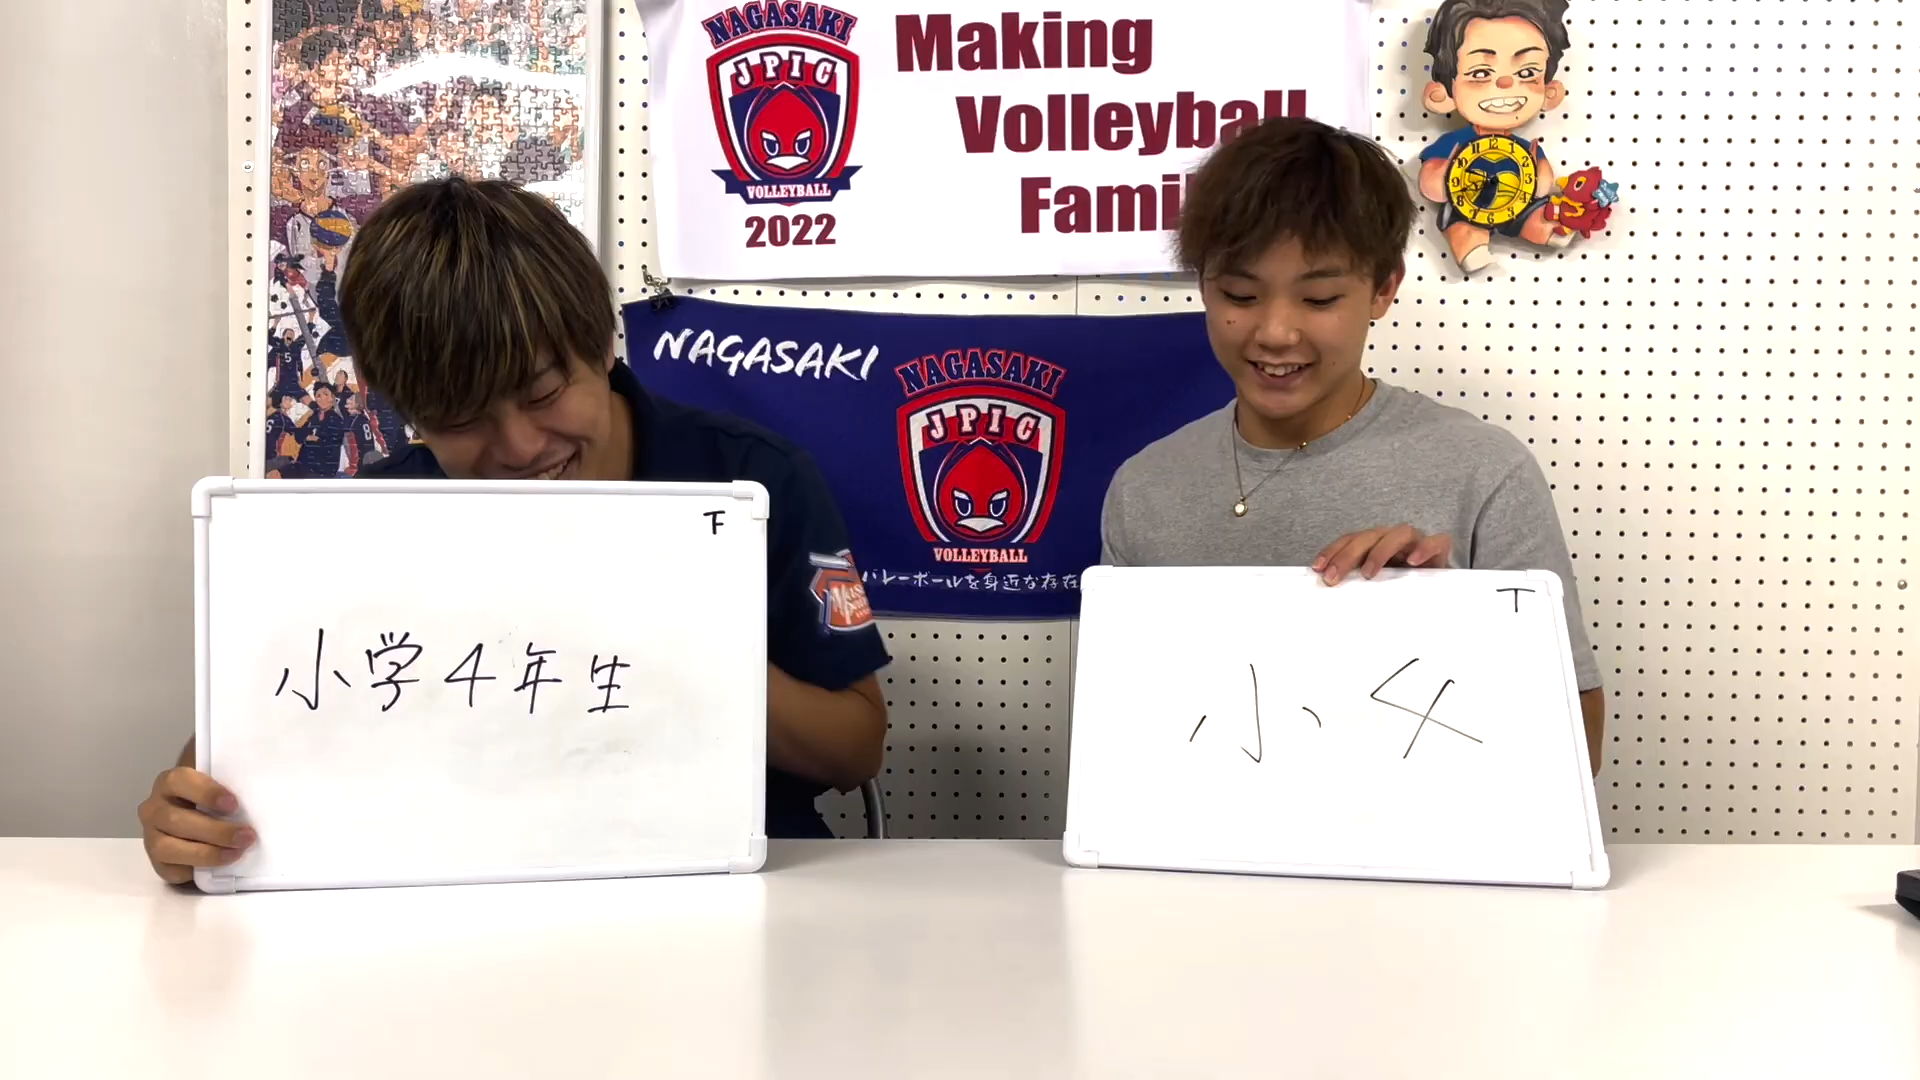 NAGASAKI
JPIC
VOLLEYBALL
2022
Making
Volleyball
Fami
NAGASAKI
NAGASAKI
JPIC
VOLLEYBALL
バレーボールを身近な存在
下
小学4年生
T
小4